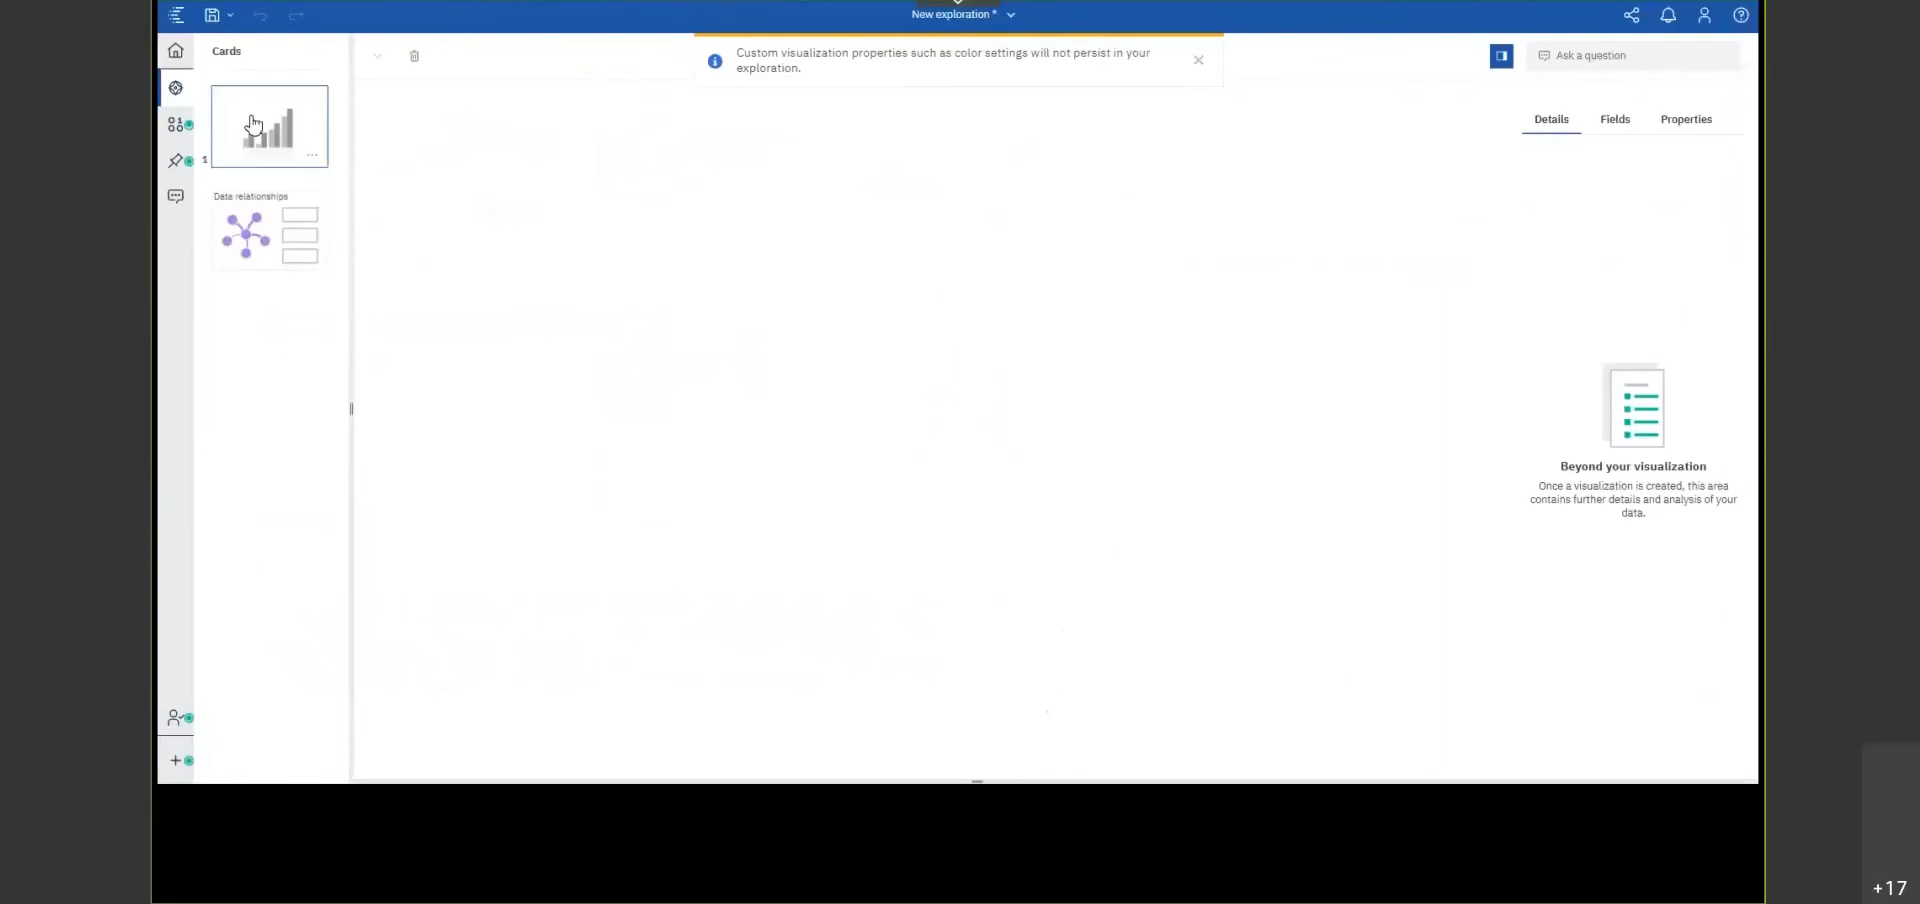 New exploration *
Cards
Custom visualization properties such as color settings will not persist in your
exploration.
Ask a question
Details Fields Properties
1
Data relationships
Beyond your visualization
Once a visualization is created, this area
contains further details and analysis of your
data.
+17